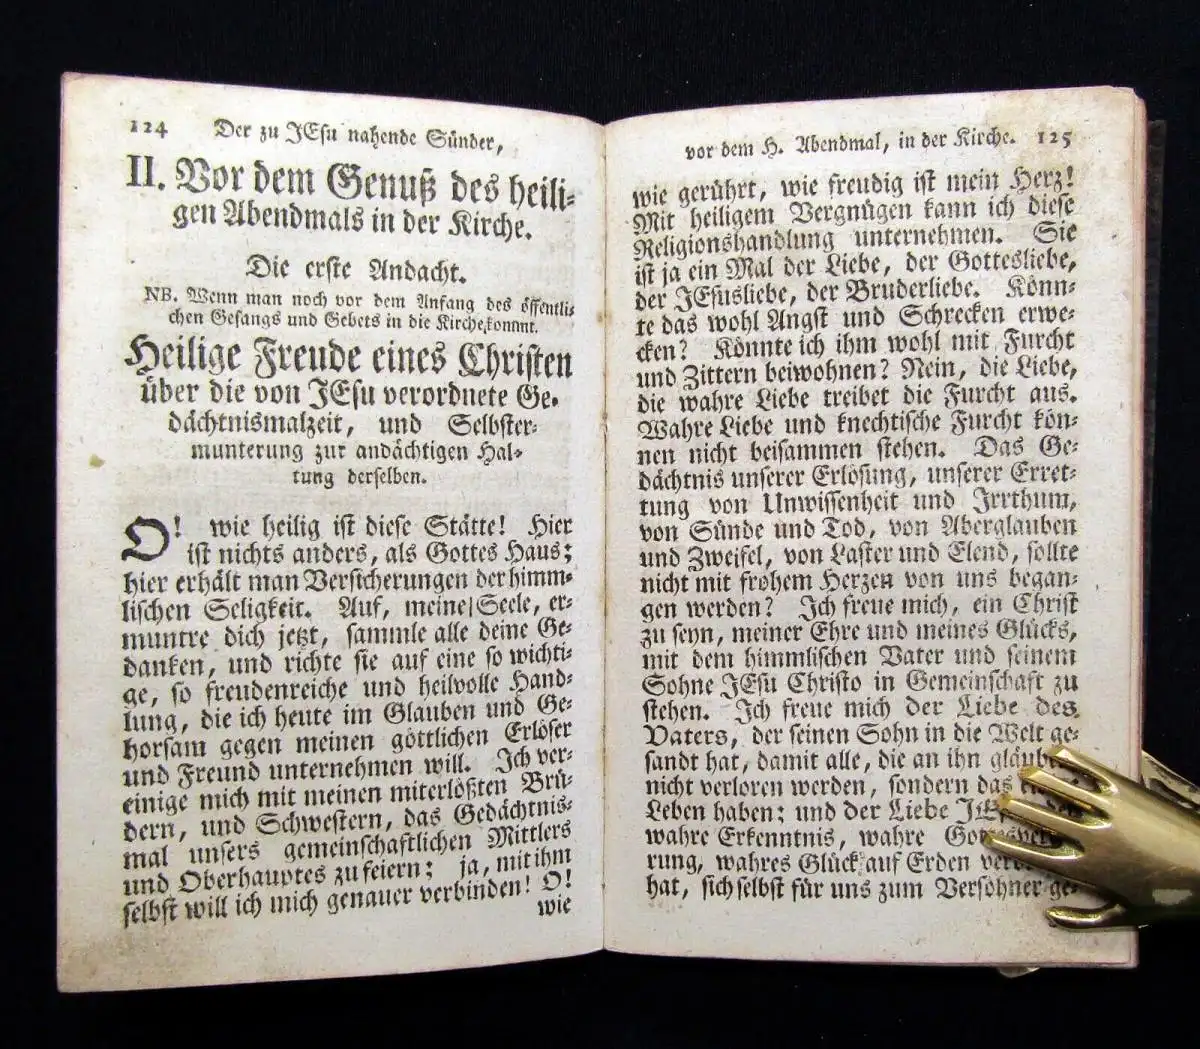 124 Der zu JEsu nahende Sünder,
II. Vor dem Genuß des heili-
gen Abendmals in der Kirche.
Die erste Andacht.
NB. Wenn man noch vor dem Anfang des öffentli-
chen Gesangs und Gebets in die Kirche kommt.
Heilige Freude eines Christen
über die von JEsu verordnete Ge-
dächtnismalzeit, und Selbster-
munterung zur andächtigen Hal-
tung derselben.
O! wie heilig ist diese Stätte! Hier
ist nichts anders, als Gottes Haus;
hier erhält man Versicherungen der himm-
lischen Seligkeit. Auf, meine Seele, er-
muntre dich jetzt, sammle alle deine Ge-
danken, und richte sie auf eine so wichti-
ge, so freudenreiche und heilvolle Hand-
lung, die ich heute im Glauben und Ge-
horsam gegen meinen göttlichen Erlöser
und Freund unternehmen will. Ich ver-
einige mich mit meinen miterlößten Brü-
dern, und Schwestern, das Gedächtnis-
mal unsers gemeinschaftlichen Mittlers
und Oberhauptes zu feiern; ja, mit ihm
selbst will ich mich genauer verbinden! O!
wie
vor dem H. Abendmal, in der Kirche. 125
wie gerührt, wie freudig ist mein Herz!
Mit heiligem Vergnügen kann ich diese
Religionshandlung unternehmen. Sie
ist ja ein Mal der Liebe, der Gottesliebe,
der JEsusliebe, der Bruderliebe. Könn-
te das wohl Angst und Schrecken erwe-
cken? Könnte ich ihm wohl mit Furcht
und Zittern beiwohnen? Nein, die Liebe,
die wahre Liebe treibet die Furcht aus.
Wahre Liebe und knechtische Furcht kön-
nen nicht beisammen stehen. Das Ge-
dächtnis unserer Erlösung, unserer Erret-
tung von Unwissenheit und Irrthum,
von Sünde und Tod, von Aberglauben
und Zweifel, von Laster und Elend, sollte
nicht mit frohem Herzen von uns began-
gen werden? Ich freue mich, ein Christ
zu seyn, meiner Ehre und meines Glücks,
mit dem himmlischen Vater und seinem
Sohne JEsu Christo in Gemeinschaft zu
stehen. Ich freue mich der Liebe des
Vaters, der seinen Sohn in die Welt ge-
sandt hat, damit alle, die an ihn gläuben
nicht verloren werden, sondern das
Leben haben; und der Liebe
wahre Erkenntnis, wahre
rung, wahres Glück auf Erden
hat, sich selbst für uns zum Versöhner ge-